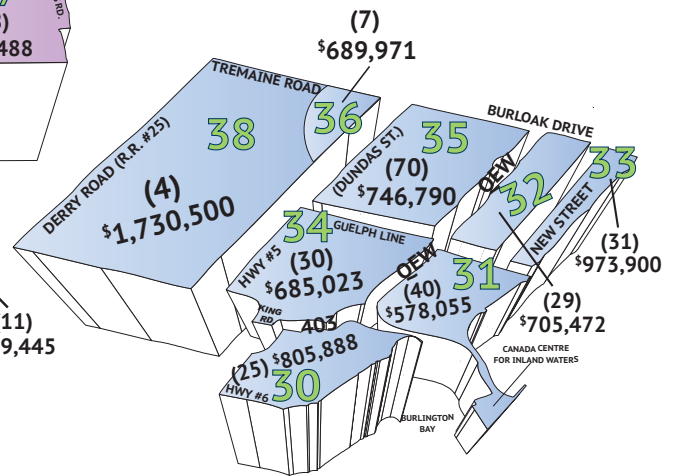 RD.
488
(7)
$689,971
TREMAINE ROAD
36
38
DERRY ROAD (R.R. #25)
(4)
$1,730,500
BURLOAK DRIVE
35
(DUNDAS ST.)
(70)
$746,790
QEW
32
33
NEW STREET
(31)
$973,900
34
GUELPH LINE
HWY #5
(30)
$685,023
QEW
31
(40)
$578,055
(29)
$705,472
KING
RD.
403
(25) $805,888
HWY #6
30
11)
9,445
CANADA CENTRE
FOR INLAND WATERS
BURLINGTON
BAY